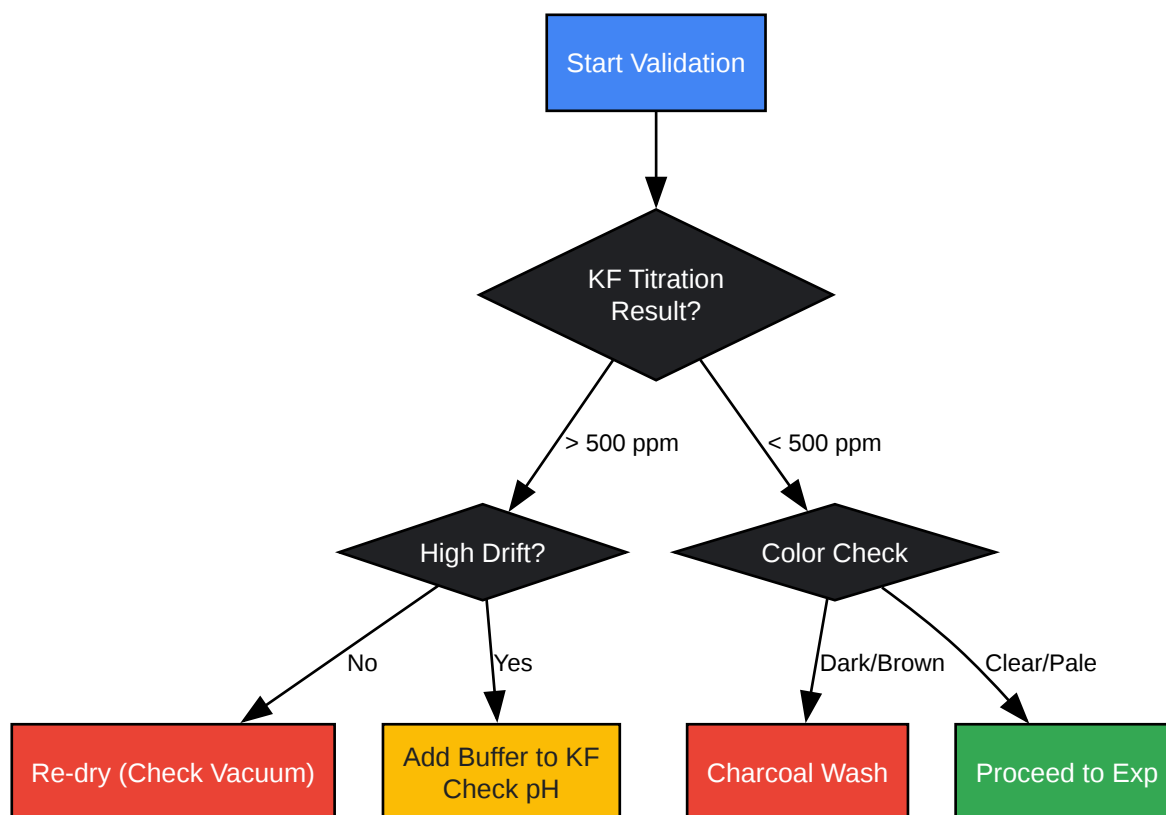 Start Validation
KF Titration
Result?
> 500 ppm
< 500 ppm
High Drift?
Color Check
No
Yes
Dark/Brown
Clear/Pale
Re-dry (Check Vacuum)
Add Buffer to KF
Check pH
Charcoal Wash
Proceed to Exp